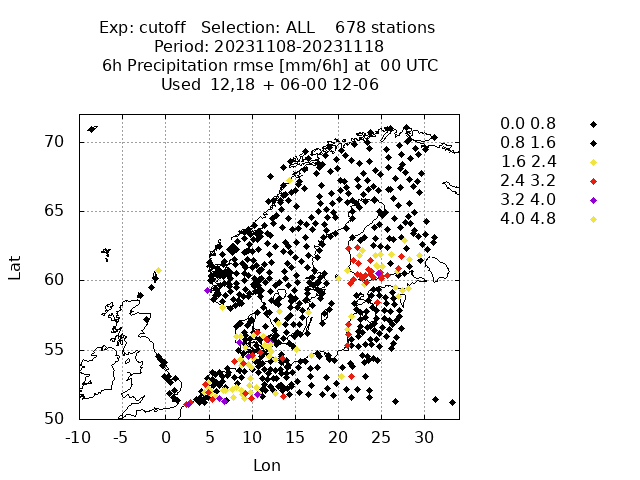 Exp: cutoff Selection: ALL 678 stations
Period: 20231108-20231118
6h Precipitation rmse [mm/6h] at 00 UTC
Used 12,18 + 06-00 12-06
0.0 0.8
0.8 1.6
1.6 2.4
2.4 3.2
3.2 4.0
4.0 4.8
70
65
60
55
50
Lat
-10 -5 0 5 10 15 20 25 30
Lon